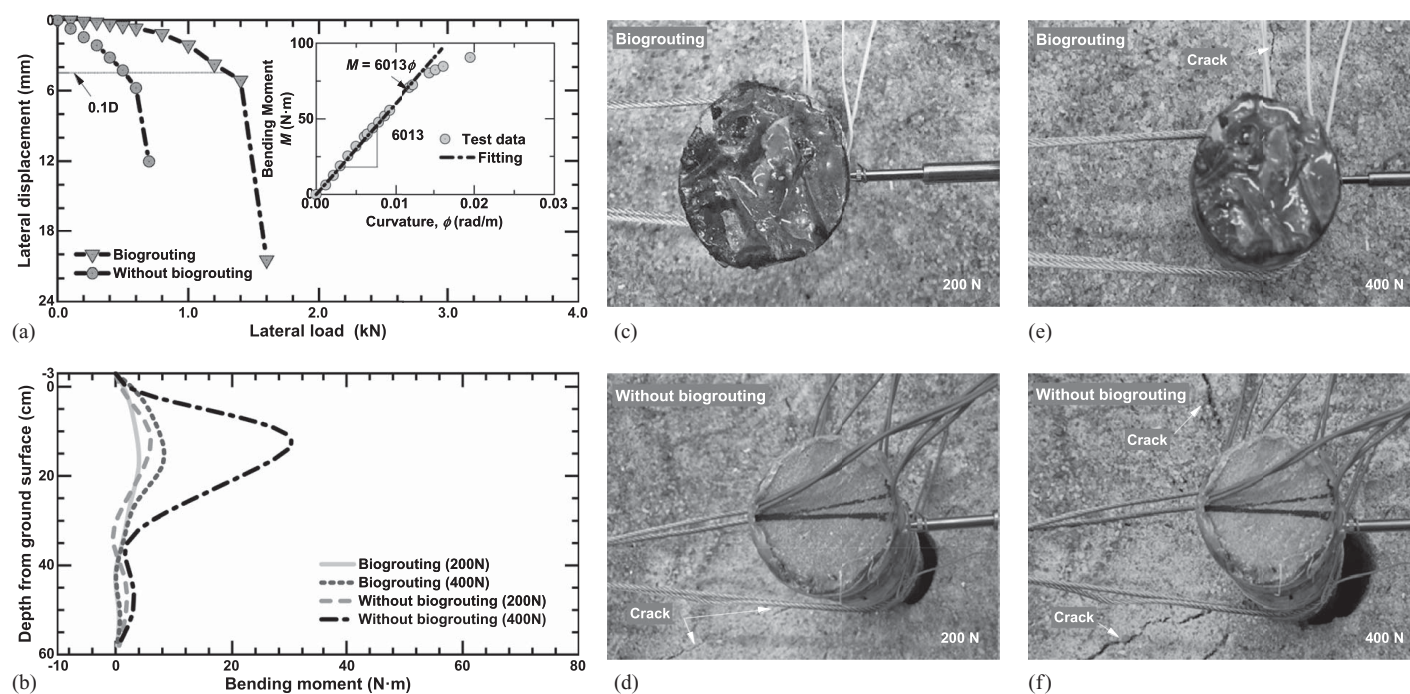 0
6
12
18
24
Lateral displacement (mm)
0.1D
Biogrouting
Without biogrouting
0.0
1.0
2.0
3.0
4.0
Lateral load (kN)
(a)
100
50
0
Bending Moment
M (N·m)
M = 6013ϕ
6013
Test data
Fitting
0.00
0.01
0.02
0.03
Curvature, ϕ (rad/m)
Biogrouting
200 N
(c)
Biogrouting
Crack
400 N
(e)
-3
0
20
40
60
Depth from ground surface (cm)
Biogrouting (200N)
Biogrouting (400N)
Without biogrouting (200N)
Without biogrouting (400N)
-10
0
20
40
60
80
Bending moment (N·m)
(b)
Without biogrouting
Crack
200 N
(d)
Without biogrouting
Crack
Crack
400 N
(f)